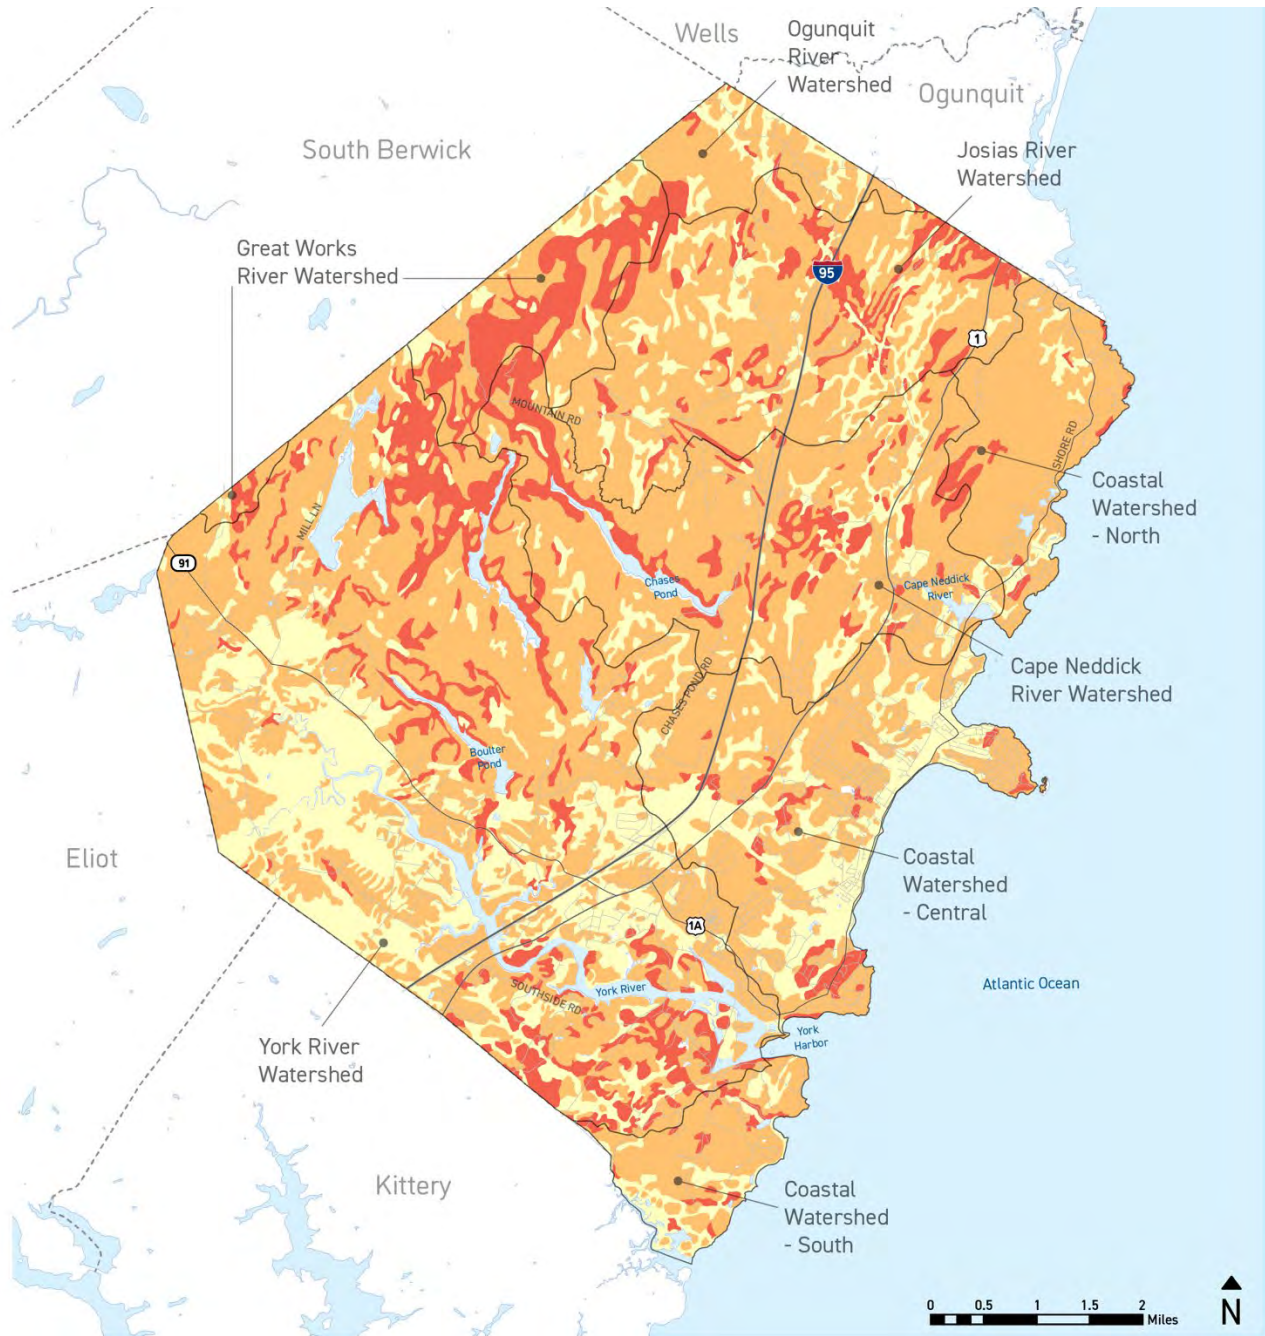 Wells
Ogunquit
River
Watershed
Ogunquit
South Berwick
Josias River
Watershed
Great Works
River Watershed
95
1
MOUNTAIN RD
SHORE RD
Coastal
Watershed
- North
MILL LN
91
Chases
Pond
Cape Neddick
River
Cape Neddick
River Watershed
CHASES POND RD
Boulter
Pond
Eliot
Coastal
Watershed
- Central
1A
York River
SOUTHSIDE RD
Atlantic Ocean
York
Harbor
York River
Watershed
Kittery
Coastal
Watershed
- South
0 0.5 1 1.5 2
Miles
N